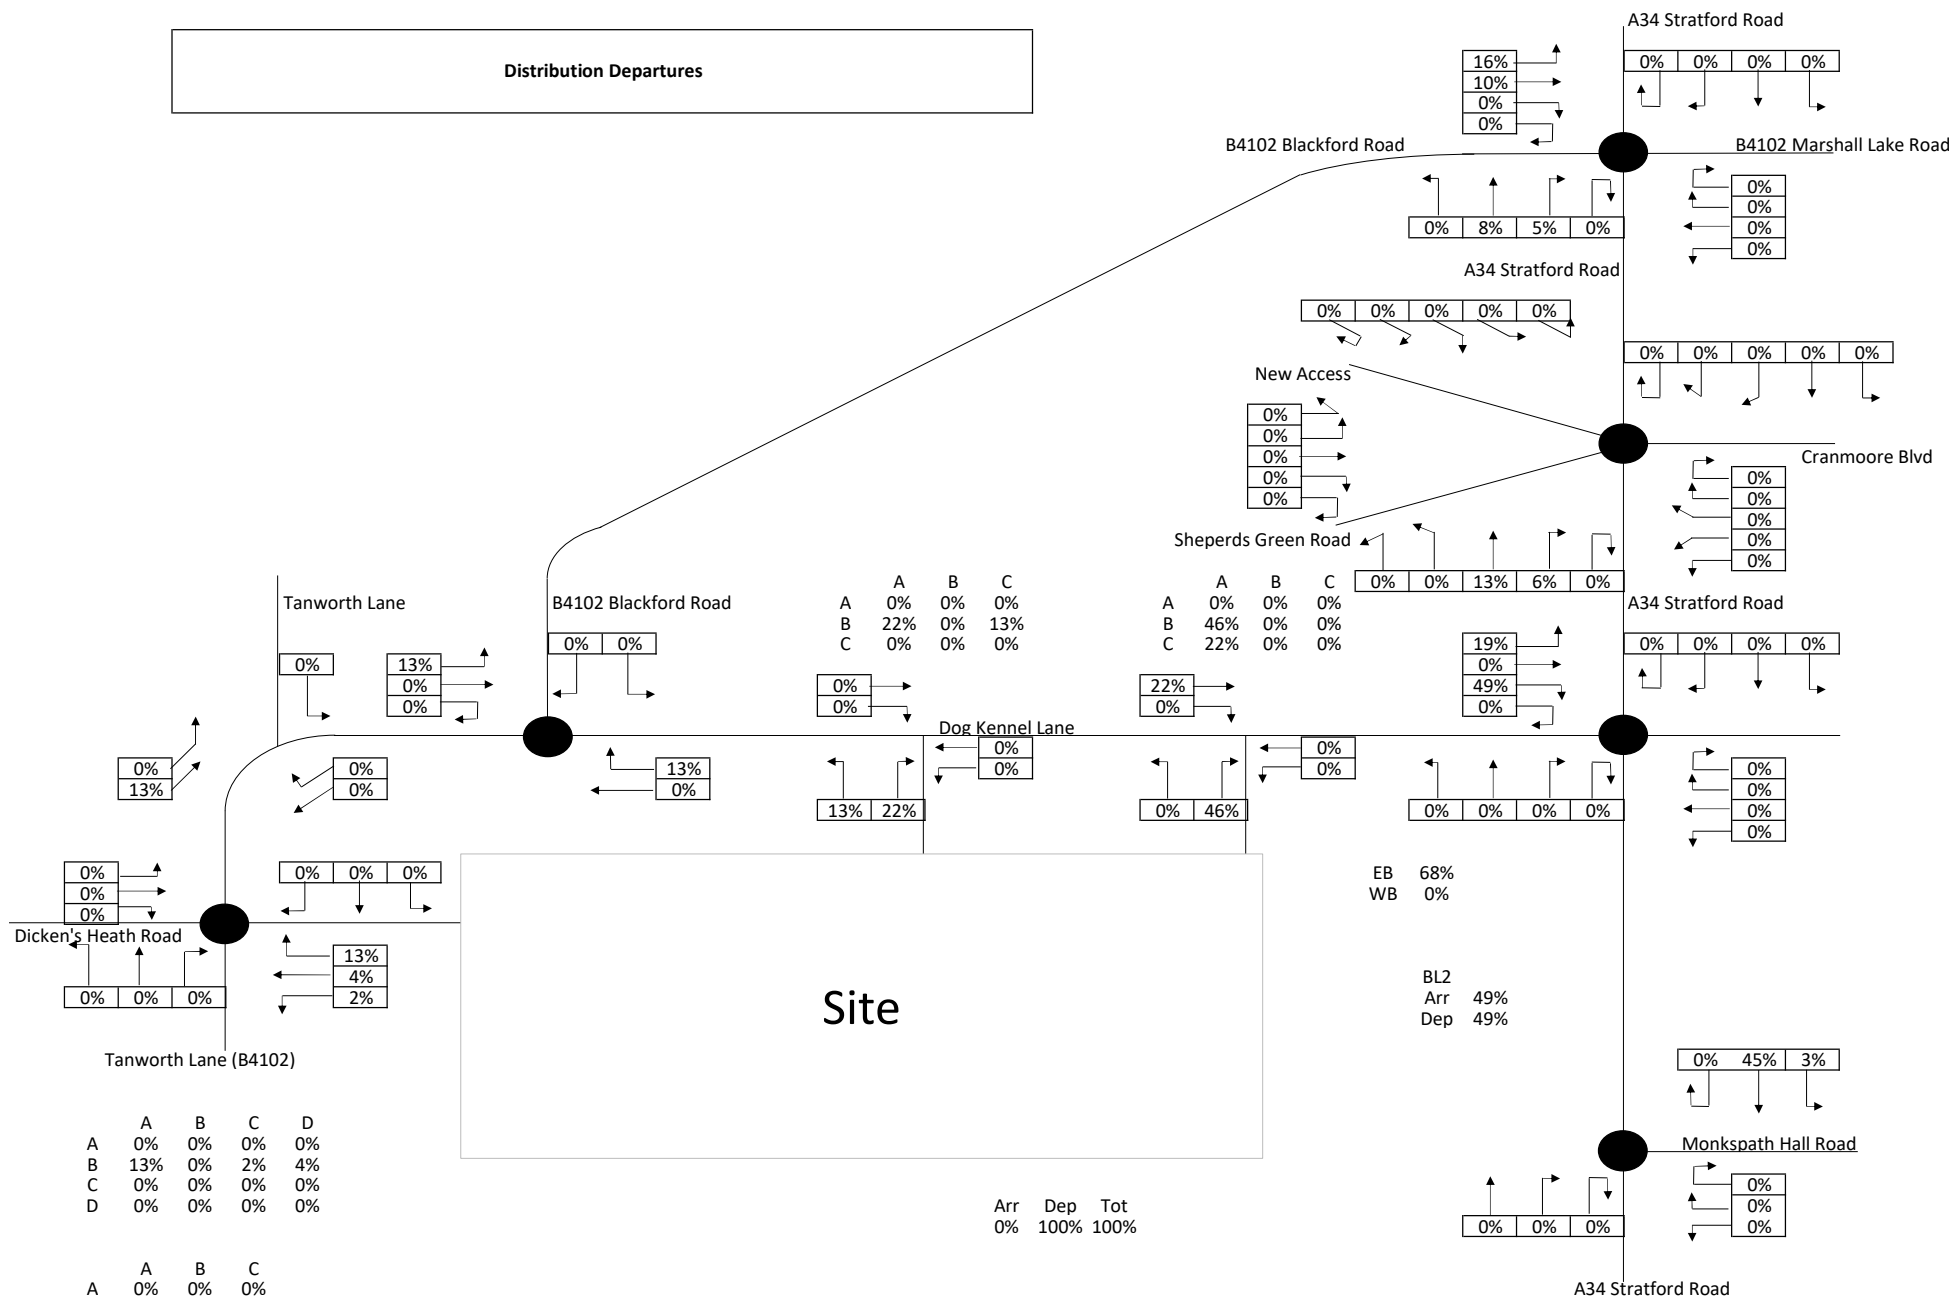 A34 Stratford Road
Distribution Departures
16%
10%
0%
0%
0% 0% 0% 0%
B4102 Blackford Road
B4102 Marshall Lake Road
0%
0%
0%
0%
0% 8% 5% 0%
A34 Stratford Road
0% 0% 0% 0% 0%
0% 0% 0% 0% 0%
New Access
0%
0%
0%
0%
0%
Cranmoore Blvd
0%
0%
0%
0%
0%
Sheperds Green Road
0% 0% 13% 6% 0%
A B C
A 0% 0% 0%
B 22% 0% 13%
C 0% 0% 0%
A B C
A 0% 0% 0%
B 46% 0% 0%
C 22% 0% 0%
Tanworth Lane
B4102 Blackford Road
A34 Stratford Road
0%
13%
0%
0%
0% 0%
0%
0%
22%
0%
19%
0%
49%
0%
0% 0% 0% 0%
Dog Kennel Lane
0%
13%
0%
0%
13%
0%
0%
0%
0%
0%
13% 22%
0% 46%
0% 0% 0% 0%
0%
0%
0%
0%
0%
0%
0%
0% 0% 0%
EB 68%
WB 0%
Dicken's Heath Road
13%
4%
2%
0% 0% 0%
Site
BL2
Arr 49%
Dep 49%
Tanworth Lane (B4102)
0% 45% 3%
A B C D
A 0% 0% 0% 0%
B 13% 0% 2% 4%
C 0% 0% 0% 0%
D 0% 0% 0% 0%
Monkspath Hall Road
0%
0%
0%
Arr Dep Tot
0% 100% 100%
0% 0% 0%
A B C
A 0% 0% 0%
A34 Stratford Road